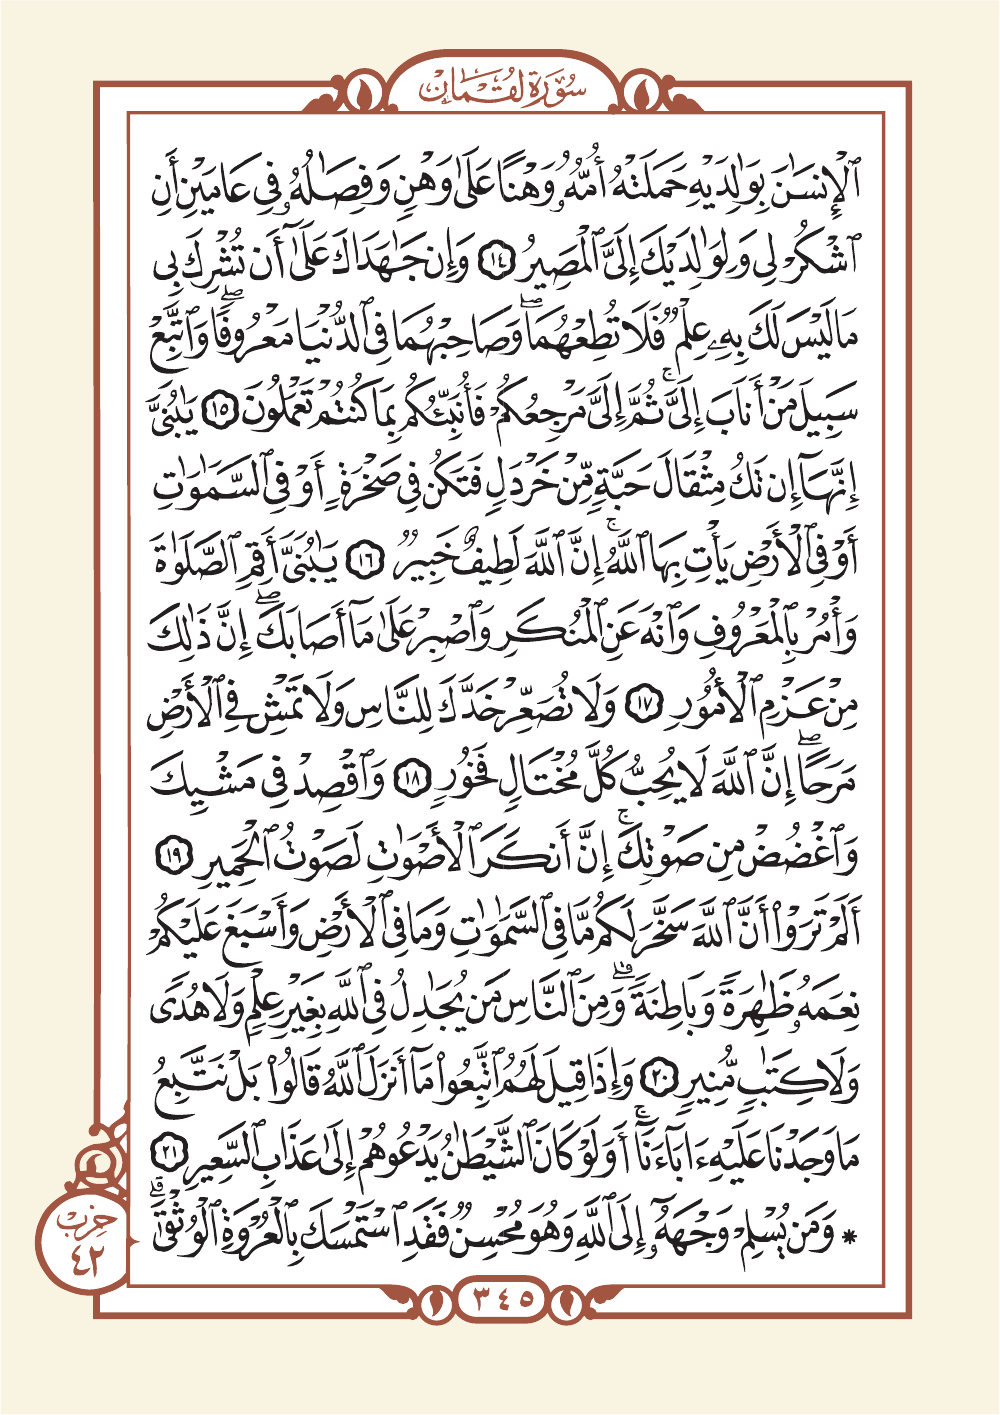 سُورَةُ لُقْمَانَ
ٱلْإِنسَٰنَ بِوَٰلِدَيْهِ حَمَلَتْهُ أُمُّهُۥ وَهْنًا عَلَىٰ وَهْنٍ وَفِصَٰلُهُۥ فِي عَامَيْنِ أَنِ
ٱشْكُرْ لِي وَلِوَٰلِدَيْكَ إِلَيَّ ٱلْمَصِيرُ ١٤ وَإِن جَٰهَدَاكَ عَلَىٰٓ أَن تُشْرِكَ بِي
مَا لَيْسَ لَكَ بِهِۦ عِلْمٌ فَلَا تُطِعْهُمَاۖ وَصَاحِبْهُمَا فِي ٱلدُّنْيَا مَعْرُوفًاۖ وَٱتَّبِعْ
سَبِيلَ مَنْ أَنَابَ إِلَيَّۚ ثُمَّ إِلَيَّ مَرْجِعُكُمْ فَأُنَبِّئُكُم بِمَا كُنتُمْ تَعْمَلُونَ ١٥ يَٰبُنَيَّ
إِنَّهَآ إِن تَكُ مِثْقَالَ حَبَّةٍ مِّنْ خَرْدَلٍ فَتَكُن فِي صَخْرَةٍ أَوْ فِي ٱلسَّمَٰوَٰتِ
أَوْ فِي ٱلْأَرْضِ يَأْتِ بِهَا ٱللَّهُۚ إِنَّ ٱللَّهَ لَطِيفٌ خَبِيرٌ ١٦ يَٰبُنَيَّ أَقِمِ ٱلصَّلَوٰةَ
وَأْمُرْ بِٱلْمَعْرُوفِ وَٱنْهَ عَنِ ٱلْمُنكَرِ وَٱصْبِرْ عَلَىٰ مَآ أَصَابَكَۖ إِنَّ ذَٰلِكَ
مِنْ عَزْمِ ٱلْأُمُورِ ١٧ وَلَا تُصَعِّرْ خَدَّكَ لِلنَّاسِ وَلَا تَمْشِ فِي ٱلْأَرْضِ
مَرَحًاۖ إِنَّ ٱللَّهَ لَا يُحِبُّ كُلَّ مُخْتَالٍ فَخُورٍ ١٨ وَٱقْصِدْ فِي مَشْيِكَ
وَٱغْضُضْ مِن صَوْتِكَۚ إِنَّ أَنكَرَ ٱلْأَصْوَٰتِ لَصَوْتُ ٱلْحَمِيرِ ١٩
أَلَمْ تَرَوْا۟ أَنَّ ٱللَّهَ سَخَّرَ لَكُم مَّا فِي ٱلسَّمَٰوَٰتِ وَمَا فِي ٱلْأَرْضِ وَأَسْبَغَ عَلَيْكُمْ
نِعَمَهُۥ ظَٰهِرَةً وَبَاطِنَةًۗ وَمِنَ ٱلنَّاسِ مَن يُجَٰدِلُ فِي ٱللَّهِ بِغَيْرِ عِلْمٍ وَلَا هُدًى
وَلَا كِتَٰبٍ مُّنِيرٍ ٢٠ وَإِذَا قِيلَ لَهُمُ ٱتَّبِعُوا۟ مَآ أَنزَلَ ٱللَّهُ قَالُوا۟ بَلْ نَتَّبِعُ
مَا وَجَدْنَا عَلَيْهِ ءَابَآءَنَآۚ أَوَلَوْ كَانَ ٱلشَّيْطَٰنُ يَدْعُوهُمْ إِلَىٰ عَذَابِ ٱلسَّعِيرِ ٢١
* وَمَن يُسْلِمْ وَجْهَهُۥٓ إِلَى ٱللَّهِ وَهُوَ مُحْسِنٌ فَقَدِ ٱسْتَمْسَكَ بِٱلْعُرْوَةِ ٱلْوُثْقَىٰۗ
حِزْب
٤٢
٣٤٥